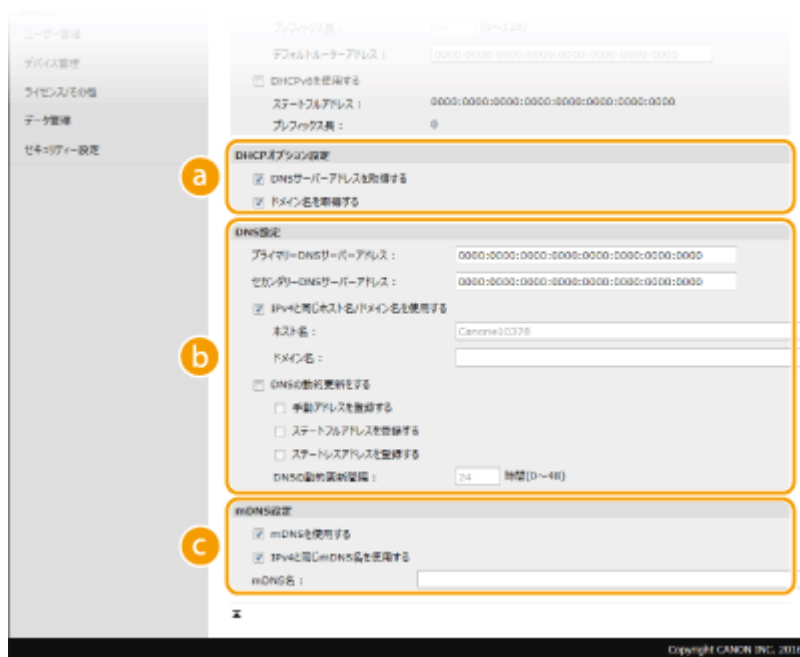 ユーザー管理
デバイス管理
ライセンス/その他
データ管理
セキュリティー設定
プレフィックス長： 64 (0～128)
デフォルトルーターアドレス： 0000:0000:0000:0000:0000:0000:0000:0000
DHCPv6を使用する
ステートフルアドレス： 0000:0000:0000:0000:0000:0000:0000:0000
プレフィックス長： 0
a
DHCPオプション設定
DNSサーバーアドレスを取得する
ドメイン名を取得する
b
DNS設定
プライマリーDNSサーバーアドレス： 0000:0000:0000:0000:0000:0000:0000:0000
セカンダリーDNSサーバーアドレス： 0000:0000:0000:0000:0000:0000:0000:0000
IPv4と同じホスト名/ドメイン名を使用する
ホスト名： Canone10378
ドメイン名：
DNSの動的更新をする
手動アドレスを登録する
ステートフルアドレスを登録する
ステートレスアドレスを登録する
DNSの動的更新間隔： 24 時間(0～48)
c
mDNS設定
mDNSを使用する
IPv4と同じmDNS名を使用する
mDNS名：
Copyright CANON INC. 2016